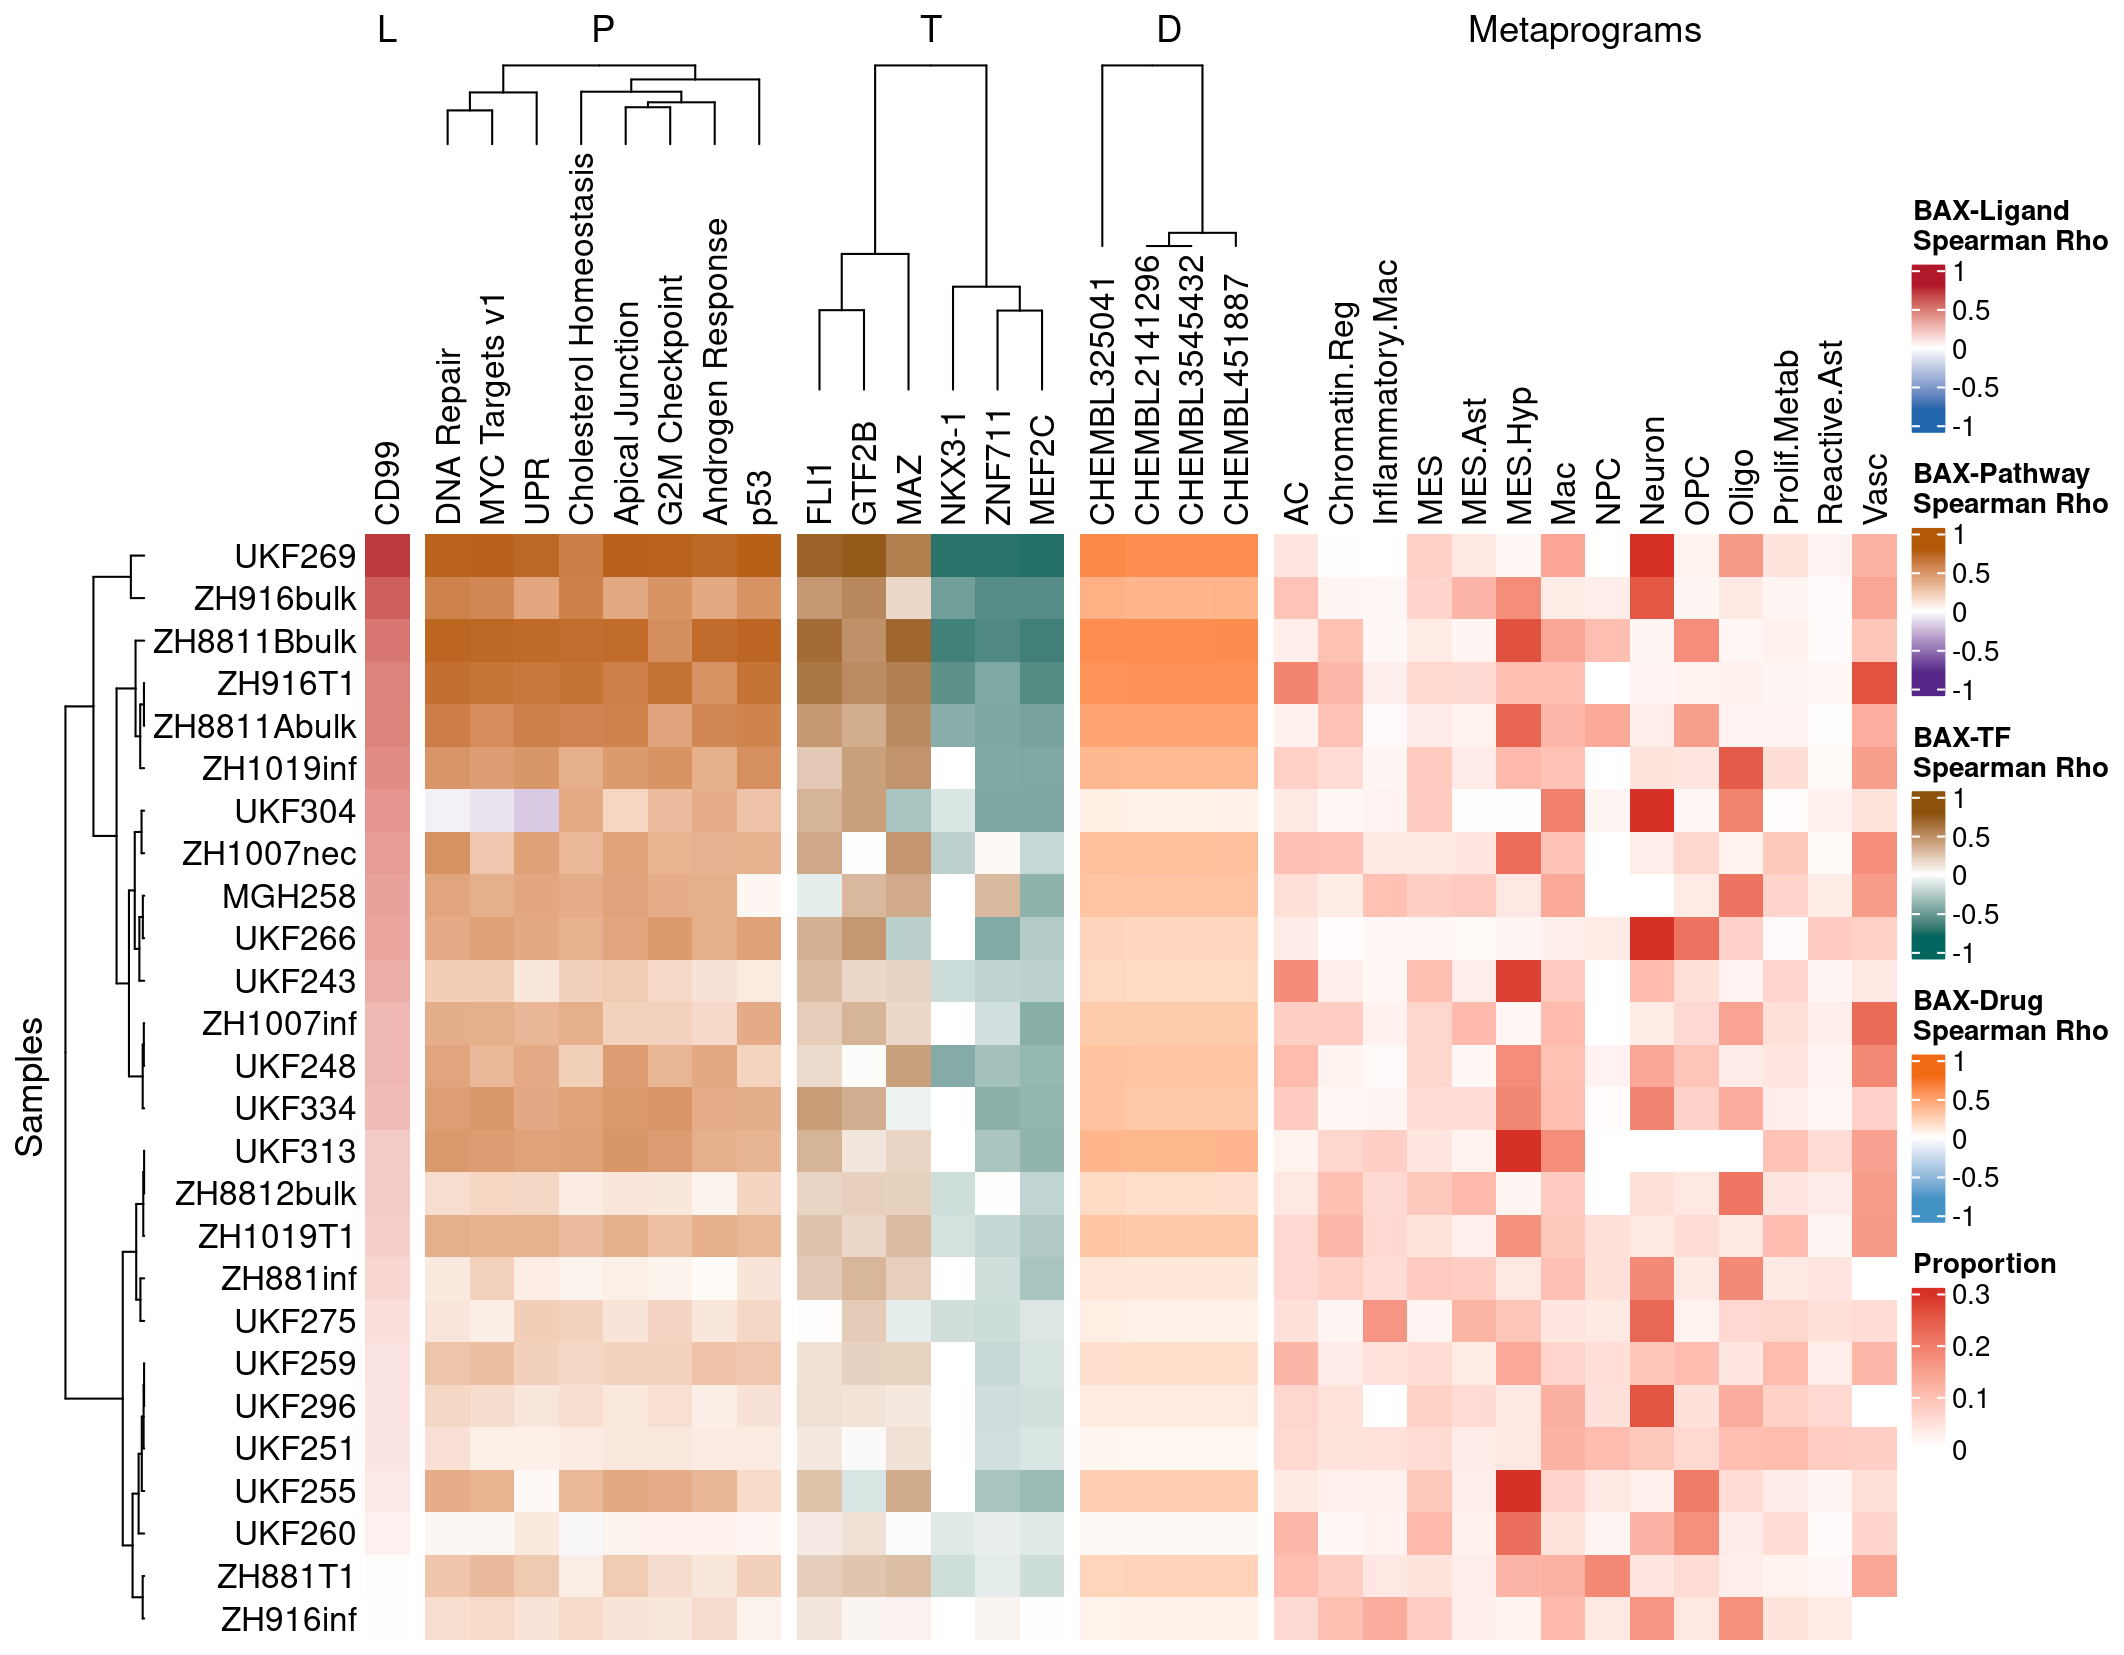 L P T D Metaprograms
CD99
DNA Repair
MYC Targets v1
UPR
Cholesterol Homeostasis
Apical Junction
G2M Checkpoint
Androgen Response
p53
FLI1
GTF2B
MAZ
NKX3-1
ZNF711
MEF2C
CHEMBL325041
CHEMBL2141296
CHEMBL3545432
CHEMBL451887
AC
Chromatin.Reg
Inflammatory.Mac
MES
MES.Ast
MES.Hyp
Mac
NPC
Neuron
OPC
Oligo
Prolif.Metab
Reactive.Ast
Vasc
Samples
UKF269
ZH916bulk
ZH8811Bbulk
ZH916T1
ZH8811Abulk
ZH1019inf
UKF304
ZH1007nec
MGH258
UKF266
UKF243
ZH1007inf
UKF248
UKF334
UKF313
ZH8812bulk
ZH1019T1
ZH881inf
UKF275
UKF259
UKF296
UKF251
UKF255
UKF260
ZH881T1
ZH916inf
BAX-Ligand
Spearman Rho
1
0.5
0
-0.5
-1
BAX-Pathway
Spearman Rho
1
0.5
0
-0.5
-1
BAX-TF
Spearman Rho
1
0.5
0
-0.5
-1
BAX-Drug
Spearman Rho
1
0.5
0
-0.5
-1
Proportion
0.3
0.2
0.1
0